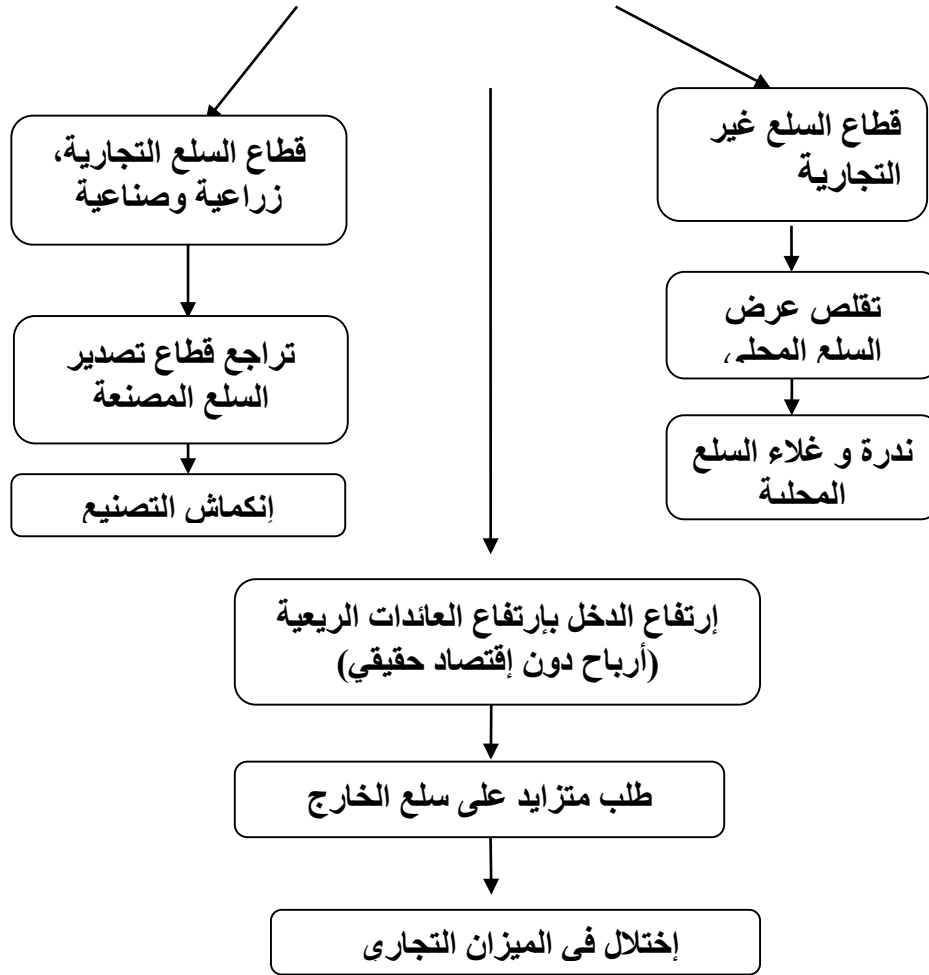 قطاع السلع غير
التجارية
قطاع السلع التجارية،
زراعية وصناعية
تقلص عرض
السلع المحلي
تراجع قطاع تصدير
السلع المصنعة
ندرة و غلاء السلع
المحلية
إنكماش التصنيع
إرتفاع الدخل بإرتفاع العائدات الريعية
(أرباح دون إقتصاد حقيقي)
طلب متزايد على سلع الخارج
إختلال في الميزان التجاري